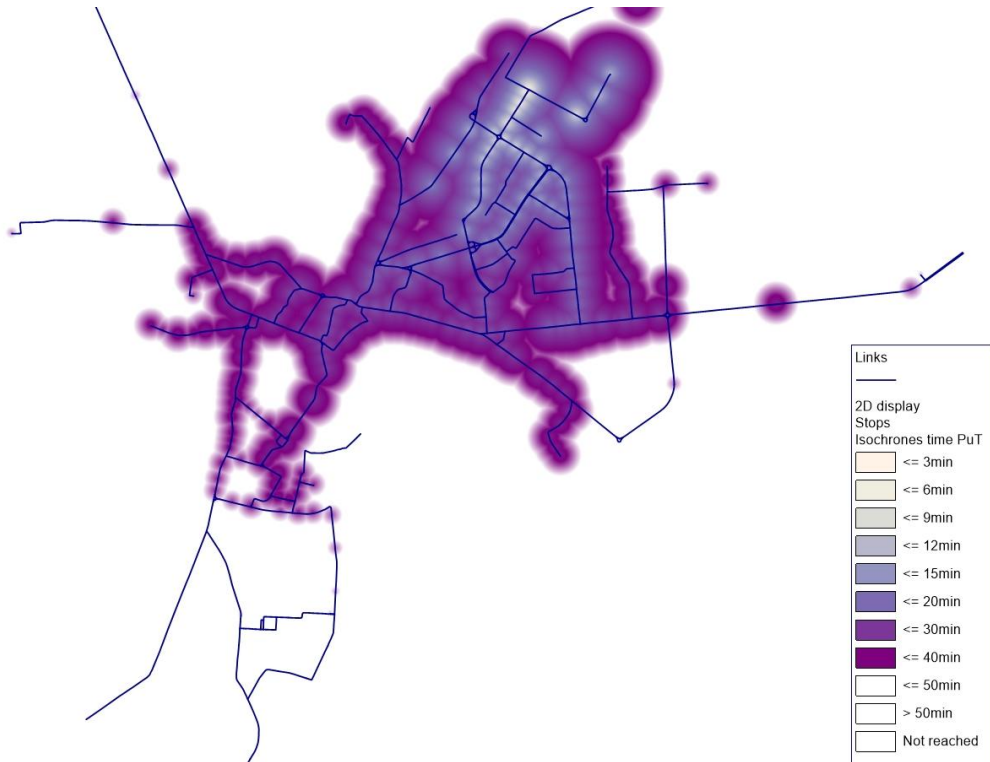 Links
2D display
Stops
Isochrones time PuT
<= 3min
<= 6min
<= 9min
<= 12min
<= 15min
<= 20min
<= 30min
<= 40min
<= 50min
> 50min
Not reached